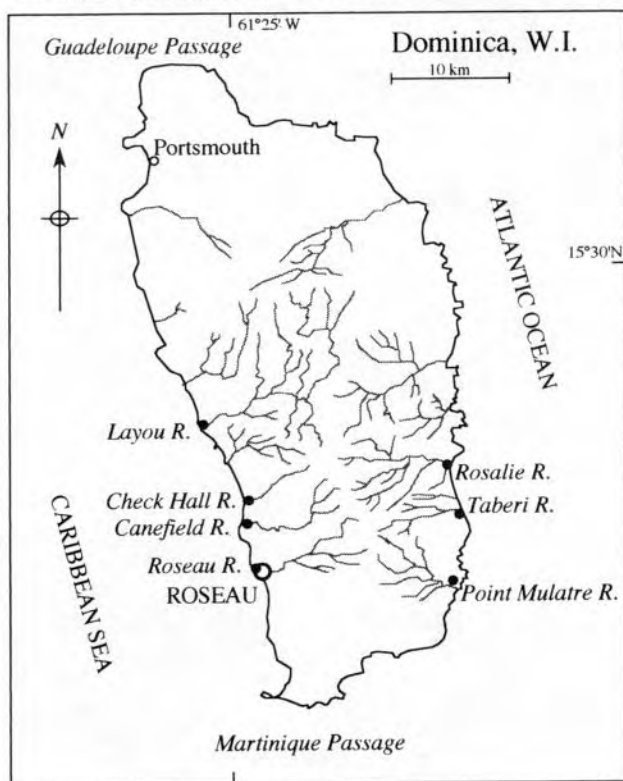 61°25' W
Guadeloupe Passage
Dominica, W.I.
10 km
N
Portsmouth
ATLANTIC OCEAN
15°30'N
Layou R.
Rosalie R.
Check Hall R.
Taberi R.
Canefield R.
CARIBBEAN SEA
Roseau R.
ROSEAU
Point Mulatre R.
Martinique Passage